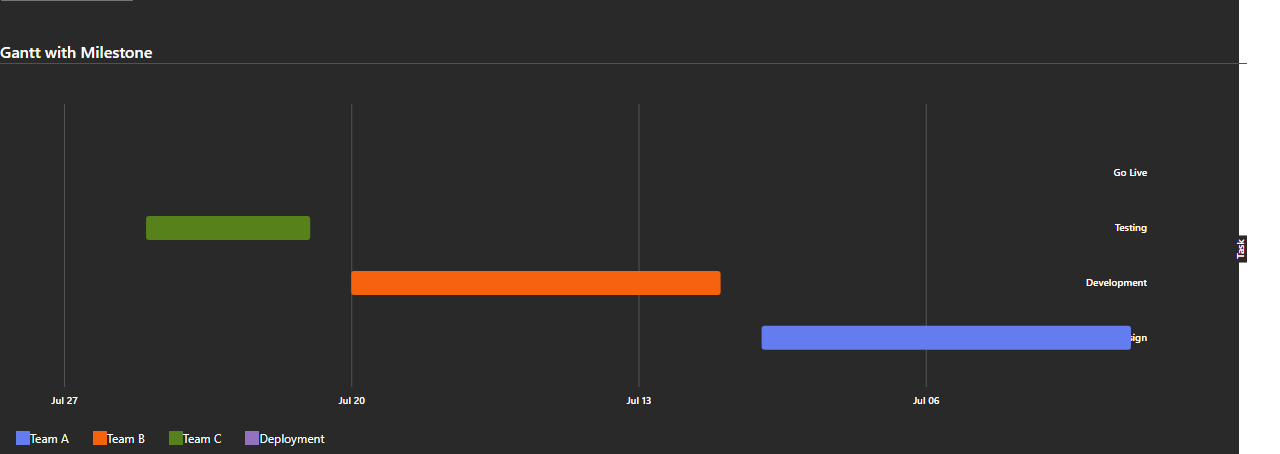 Gantt with Milestone
Go Live
Testing
Task
Development
sign
Jul 27
Jul 20
Jul 13
Jul 06
Team A
Team B
Team C
Deployment